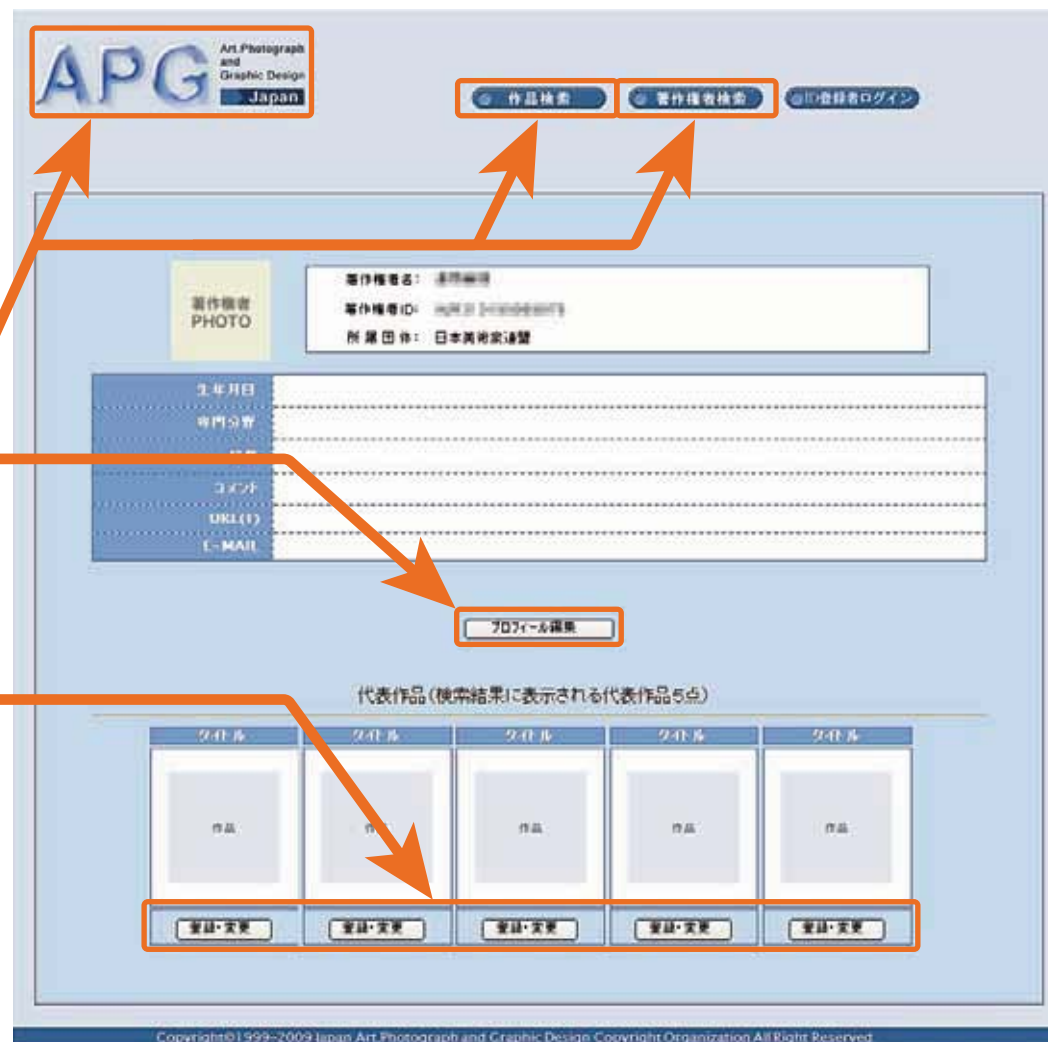 APG
Art Photograph
and
Graphic Design
Japan
作品検索 著作権者検索 ID登録者ログイン
著作権者名:
著作権者
PHOTO
著作権者ID:
所属団体: 日本美術家連盟
生年月日
専門分野
コメント
URL(1)
E-MAIL
プロフィール編集
代表作品(検索結果に表示される代表作品5点)
タイトル タイトル タイトル タイトル タイトル
作品 作品 作品 作品 作品
登録・変更 登録・変更 登録・変更 登録・変更 登録・変更
Copyright©1999-2009 Japan Art Photograph and Graphic Design Copyright Organization All Right Reserved